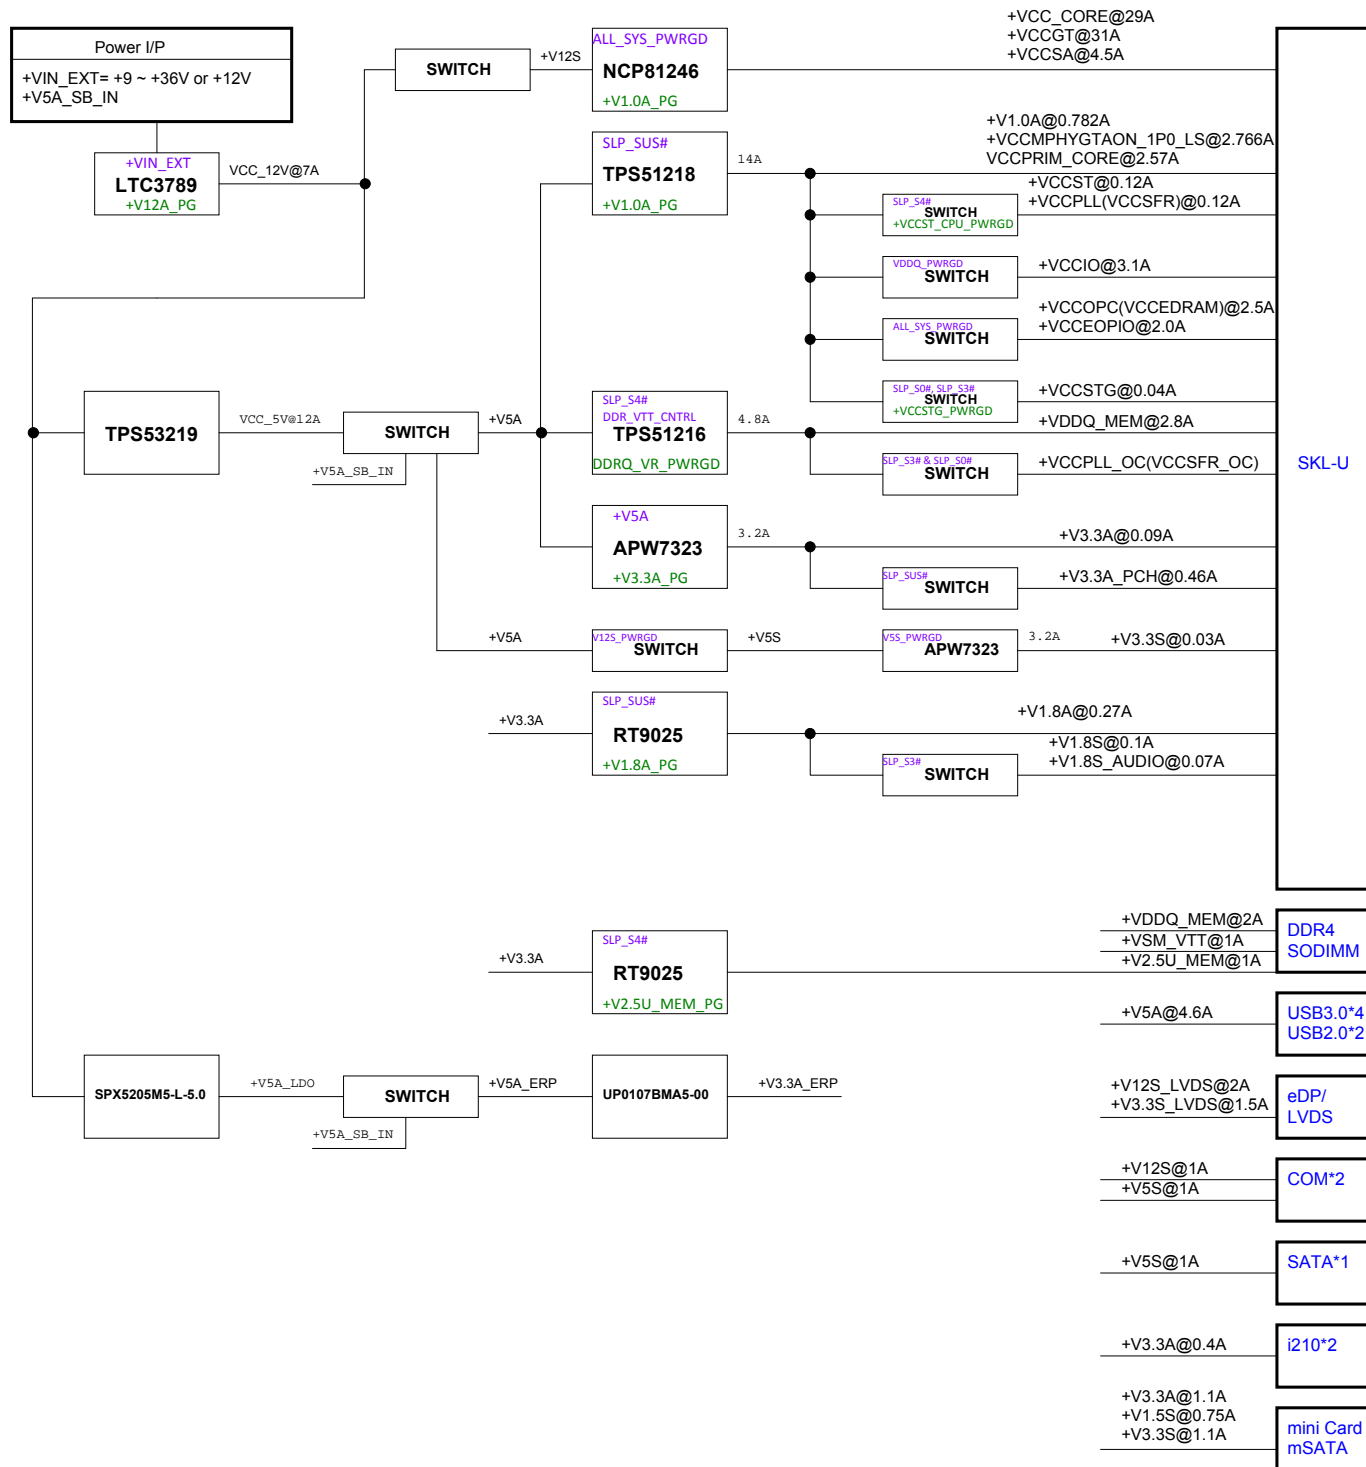 Power I/P
+VIN_EXT= +9 ~ +36V or +12V
+V5A_SB_IN
+VIN_EXT
LTC3789
+V12A_PG
VCC_12V@7A
SWITCH
+V12S
ALL_SYS_PWRGD
NCP81246
+V1.0A_PG
+VCC_CORE@29A
+VCCGT@31A
+VCCSA@4.5A
SLP_SUS#
TPS51218
+V1.0A_PG
14A
+V1.0A@0.782A
+VCCMPHYGTAON_1P0_LS@2.766A
VCCPRIM_CORE@2.57A
SLP_S4#
SWITCH
+VCCST_CPU_PWRGD
+VCCST@0.12A
+VCCPLL(VCCSFR)@0.12A
VDDQ_PWRGD
SWITCH
+VCCIO@3.1A
ALL_SYS_PWRGD
SWITCH
+VCCOPC(VCCEDRAM)@2.5A
+VCCEOPIO@2.0A
SLP_S0#, SLP_S3#
SWITCH
+VCCSTG_PWRGD
+VCCSTG@0.04A
TPS53219
VCC_5V@12A
SWITCH
+V5A_SB_IN
+V5A
SLP_S4#
DDR_VTT_CNTRL
TPS51216
DDRQ_VR_PWRGD
4.8A
+VDDQ_MEM@2.8A
SLP_S3# & SLP_S0#
SWITCH
+VCCPLL_OC(VCCSFR_OC)
SKL-U
+V5A
APW7323
+V3.3A_PG
3.2A
+V3.3A@0.09A
SLP_SUS#
SWITCH
+V3.3A_PCH@0.46A
+V5A
V12S_PWRGD
SWITCH
+V5S
V5S_PWRGD
APW7323
3.2A
+V3.3S@0.03A
+V3.3A
SLP_SUS#
RT9025
+V1.8A_PG
+V1.8A@0.27A
SLP_S3#
SWITCH
+V1.8S@0.1A
+V1.8S_AUDIO@0.07A
+V3.3A
SLP_S4#
RT9025
+V2.5U_MEM_PG
+VDDQ_MEM@2A
+VSM_VTT@1A
+V2.5U_MEM@1A
DDR4
SODIMM
+V5A@4.6A
USB3.0*4
USB2.0*2
SPX5205M5-L-5.0
+V5A_LDO
SWITCH
+V5A_SB_IN
+V5A_ERP
UP0107BMA5-00
+V3.3A_ERP
+V12S_LVDS@2A
+V3.3S_LVDS@1.5A
eDP/
LVDS
+V12S@1A
+V5S@1A
COM*2
+V5S@1A
SATA*1
+V3.3A@0.4A
i210*2
+V3.3A@1.1A
+V1.5S@0.75A
+V3.3S@1.1A
mini Card
mSATA